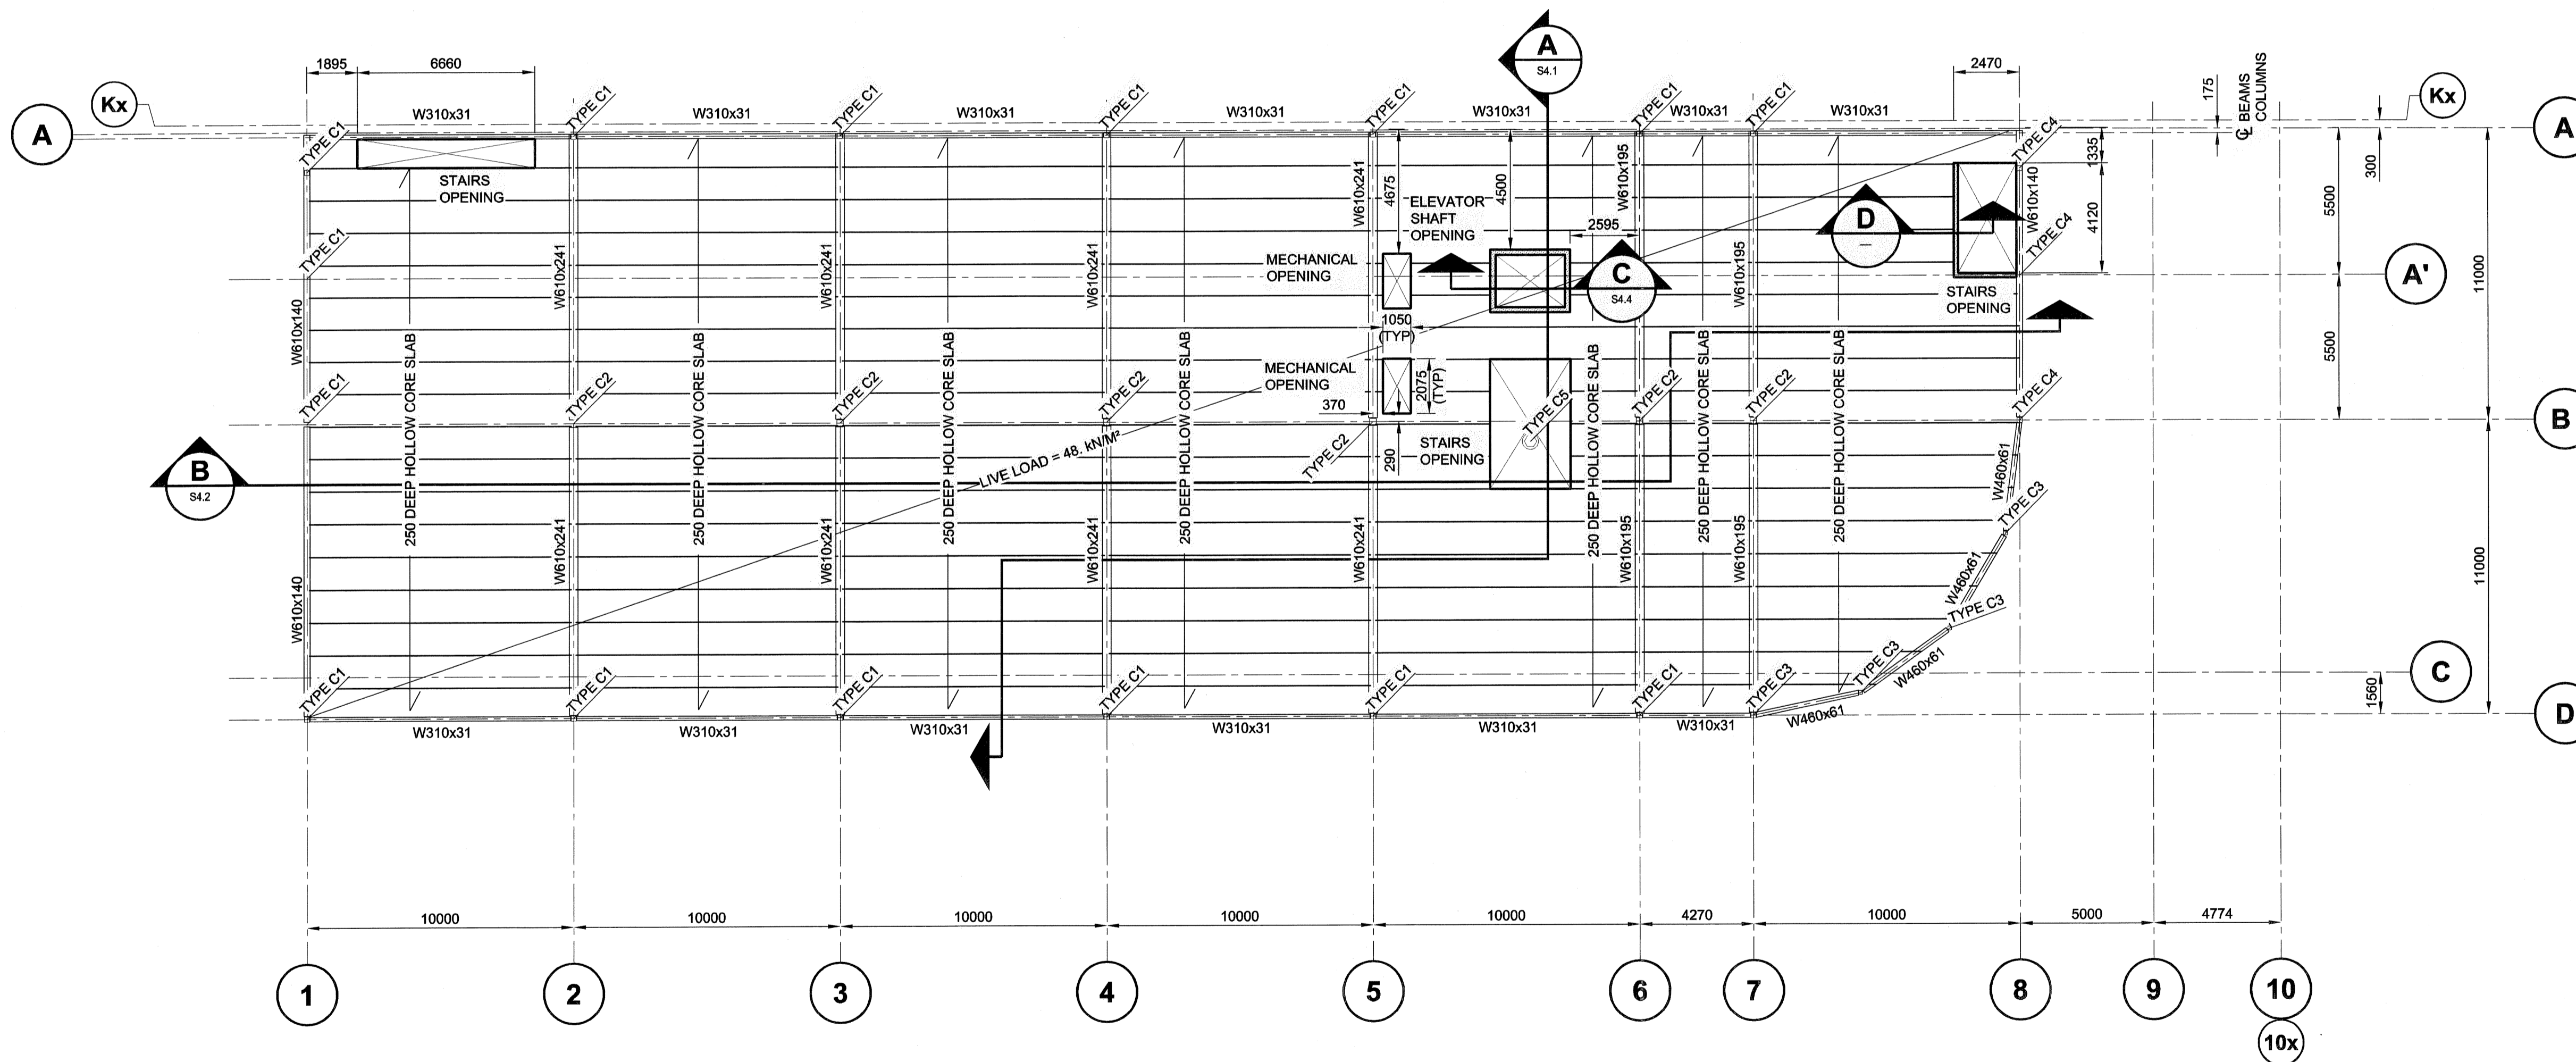 A
S4.1
1895
6660
2470
175
BEAMS
COLUMNS
Kx
Kx
A
A
W310x31
W310x31
W310x31
W310x31
W310x31
W310x31
W310x31
TYPE C1
TYPE C1
TYPE C1
TYPE C1
TYPE C1
TYPE C1
TYPE C1
TYPE C4
300
1335
STAIRS
OPENING
W610x241
4675
ELEVATOR
SHAFT
OPENING
4500
W610x195
2595
D
W610x140
4120
5500
11000
TYPE C1
W610x241
W610x241
W610x241
MECHANICAL
OPENING
C
S4.4
W610x195
TYPE C4
A'
STAIRS
OPENING
W610x140
1050
(TYP)
5500
MECHANICAL
OPENING
2075
(TYP)
370
TYPE C1
TYPE C2
TYPE C2
TYPE C2
TYPE C2
TYPE C5
TYPE C2
TYPE C2
TYPE C4
B
290
STAIRS
OPENING
250 DEEP HOLLOW CORE SLAB
250 DEEP HOLLOW CORE SLAB
250 DEEP HOLLOW CORE SLAB
250 DEEP HOLLOW CORE SLAB
250 DEEP HOLLOW CORE SLAB
250 DEEP HOLLOW CORE SLAB
250 DEEP HOLLOW CORE SLAB
LIVE LOAD = 48. kN/M²
B
S4.2
W460x61
TYPE C3
W610x140
W610x241
W610x241
W610x241
W610x241
W610x195
W610x195
W460x61
TYPE C3
11000
W460x61
TYPE C3
C
1560
TYPE C1
TYPE C1
TYPE C1
TYPE C1
TYPE C1
TYPE C1
TYPE C3
W460x61
D
W310x31
W310x31
W310x31
W310x31
W310x31
W310x31
10000
10000
10000
10000
10000
4270
10000
5000
4774
1
2
3
4
5
6
7
8
9
10
10x